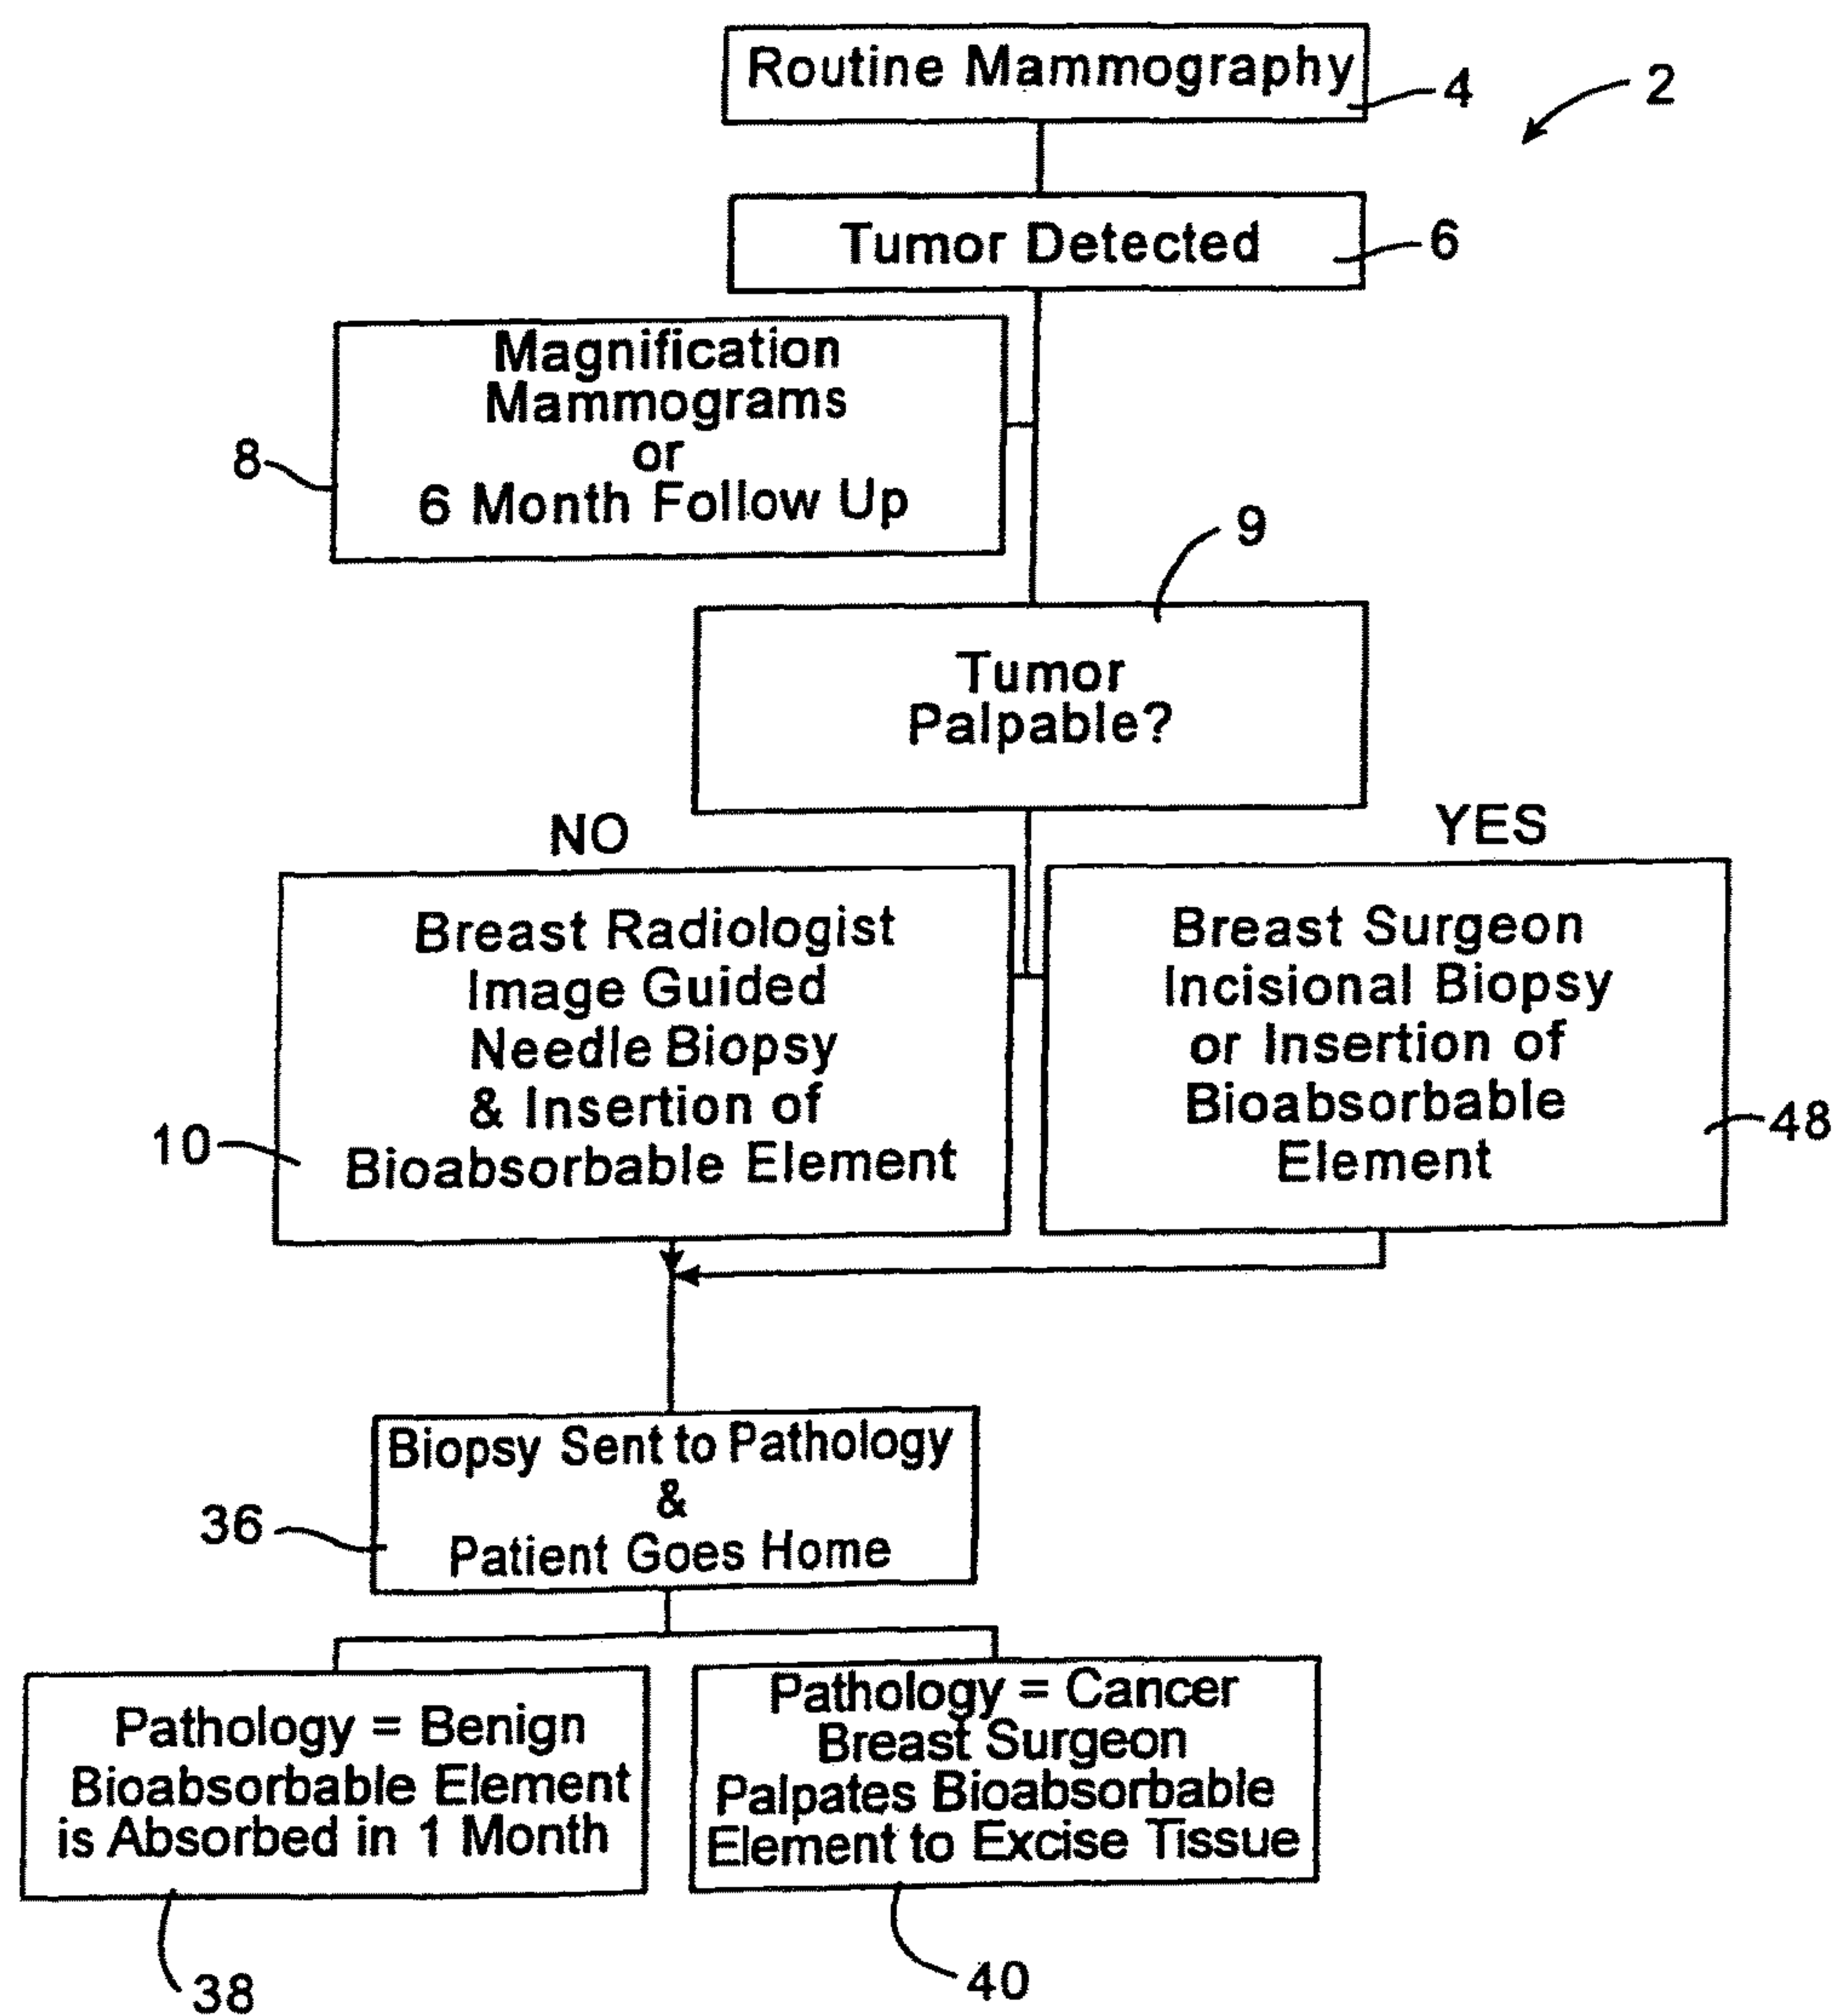 Routine Mammography
4
2
Tumor Detected
6
Magnification
Mammograms
or
6 Month Follow Up
8
9
Tumor
Palpable?
NO
YES
Breast Radiologist
Image Guided
Needle Biopsy
& Insertion of
Bioabsorbable Element
10
Breast Surgeon
Incisional Biopsy
or Insertion of
Bioabsorbable
Element
48
Biopsy Sent to Pathology
&
Patient Goes Home
36
Pathology = Benign
Bioabsorbable Element
is Absorbed in 1 Month
38
Pathology = Cancer
Breast Surgeon
Palpates Bioabsorbable
Element to Excise Tissue
40